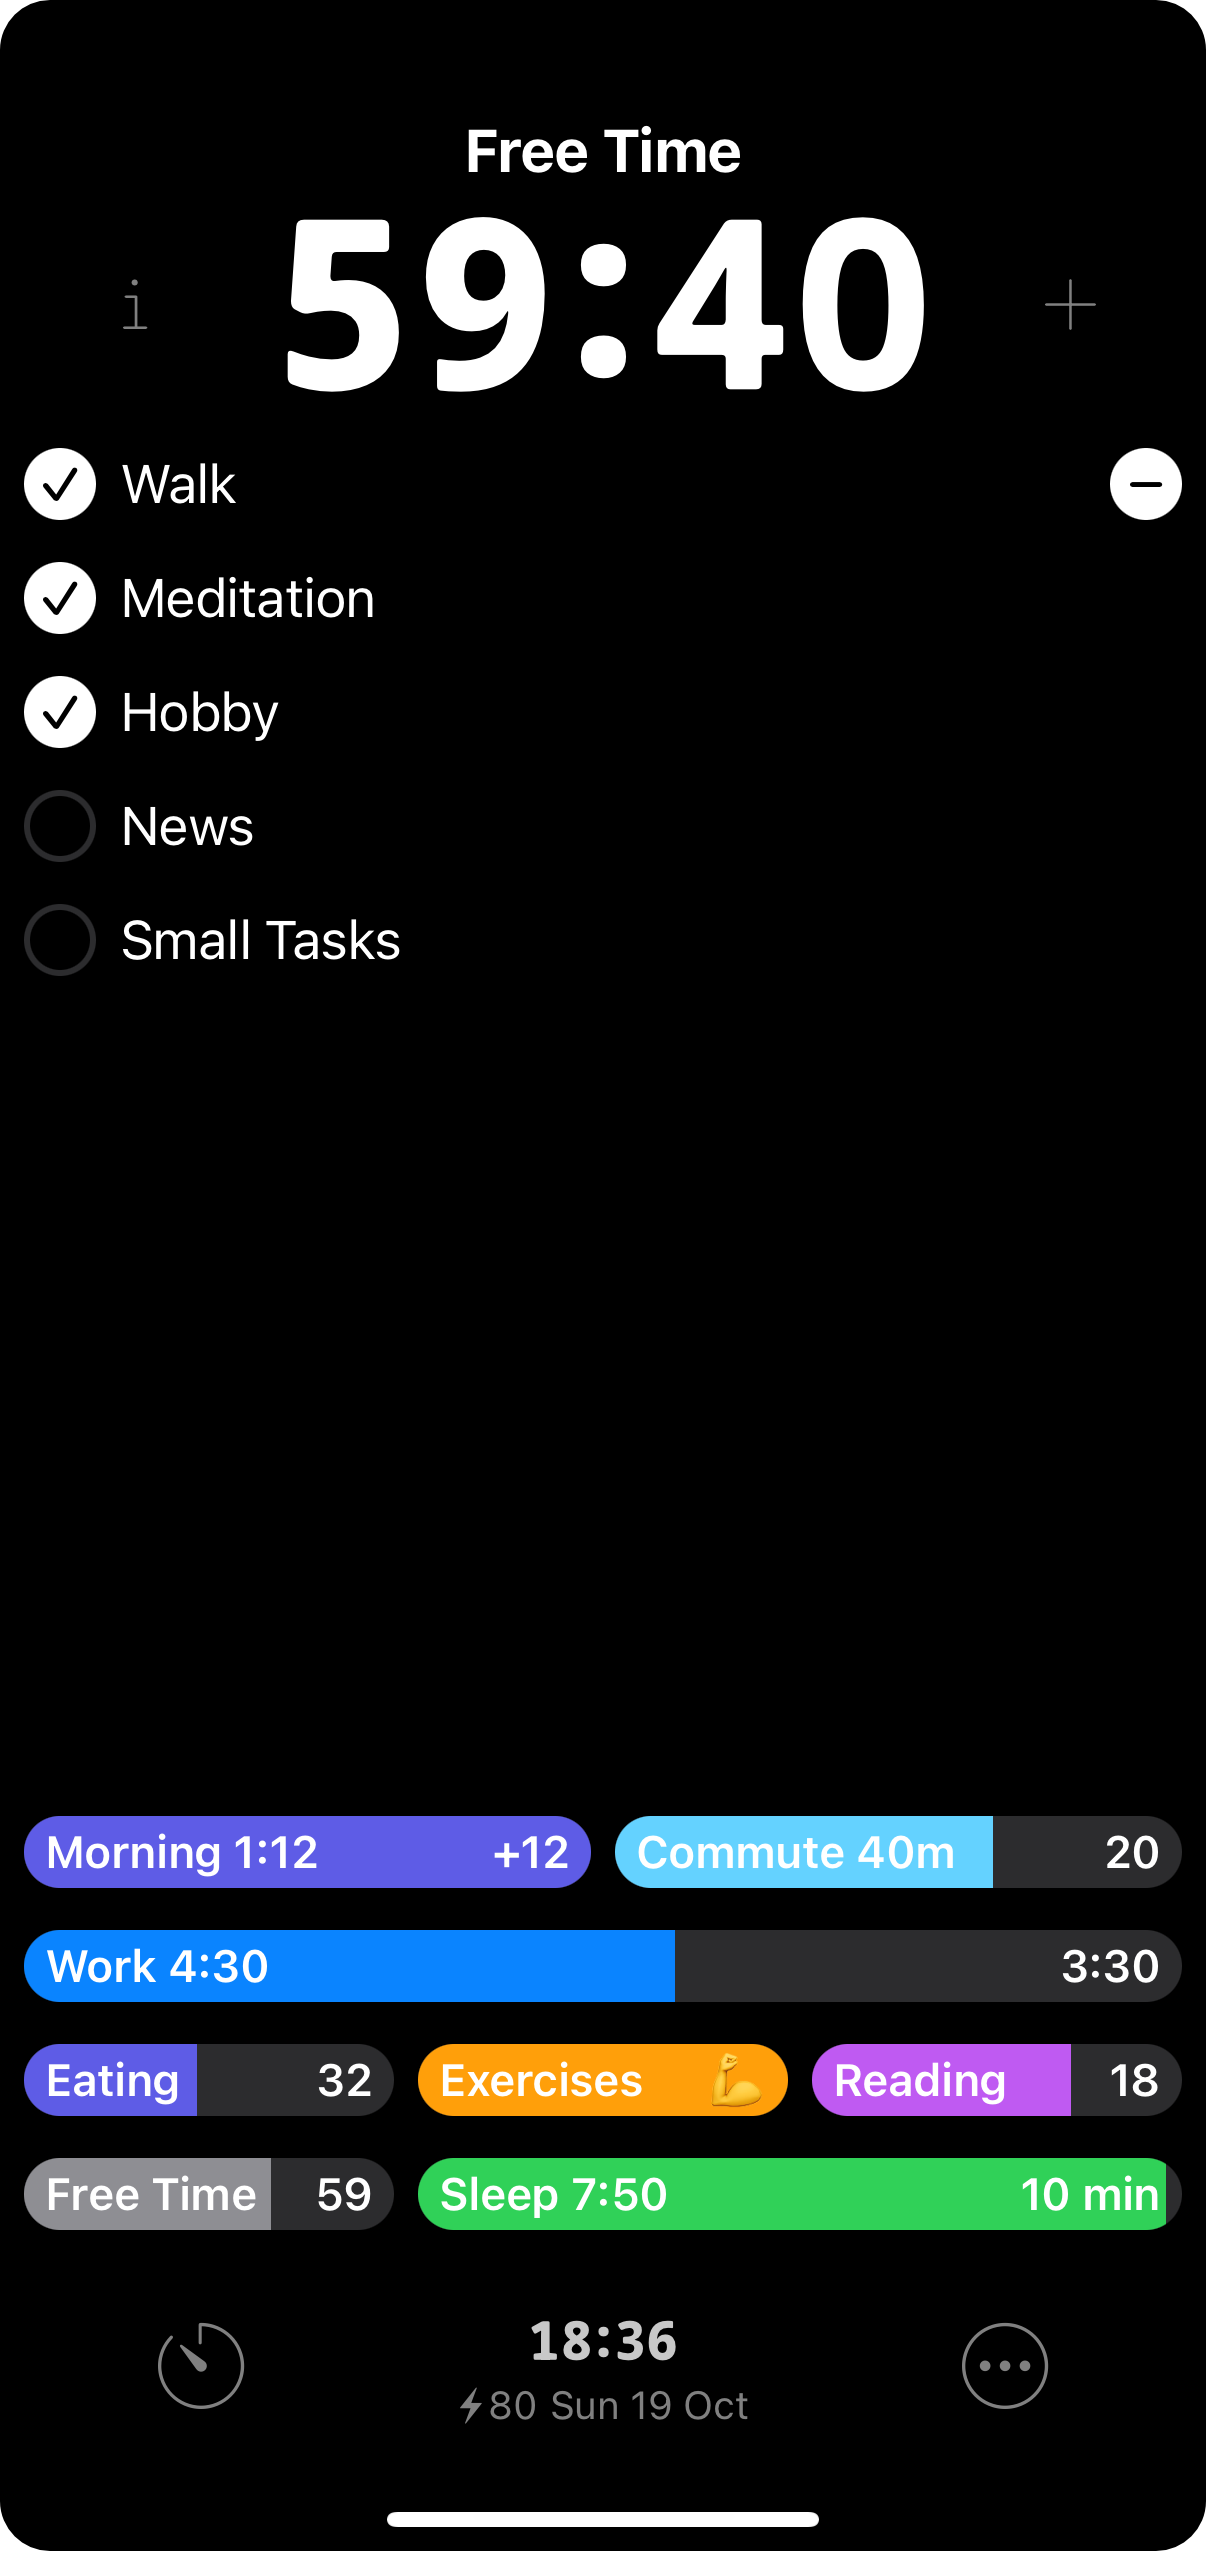 Free Time
59:40
Walk
Meditation
Hobby
News
Small Tasks
Morning 1:12 +12
Commute 40m 20
Work 4:30 3:30
Eating 32
Exercises 💪
Reading 18
Free Time 59
Sleep 7:50 10 min
18:36
80 Sun 19 Oct